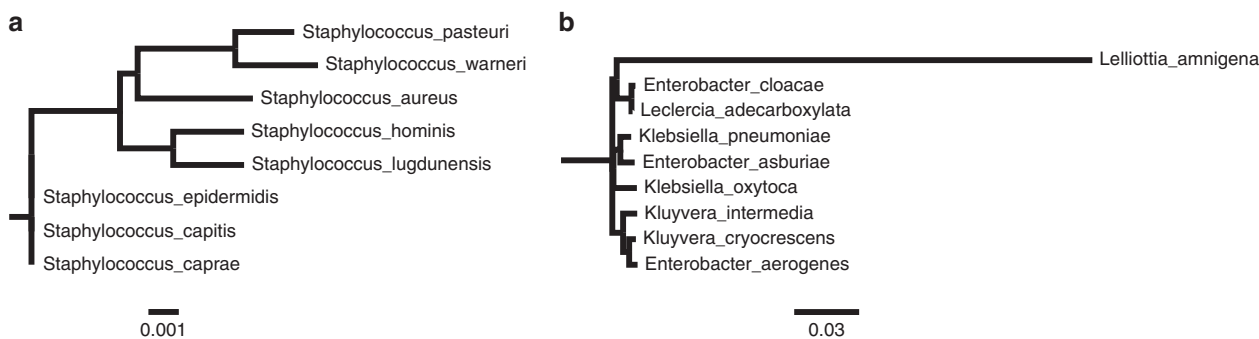 a
Staphylococcus_pasteuri
Staphylococcus_warneri
Staphylococcus_aureus
Staphylococcus_hominis
Staphylococcus_lugdunensis
Staphylococcus_epidermidis
Staphylococcus_capitis
Staphylococcus_caprae
0.001
b
Lelliottia_amnigena
Enterobacter_cloacae
Leclercia_adecarboxylata
Klebsiella_pneumoniae
Enterobacter_asburiae
Klebsiella_oxytoca
Kluyvera_intermedia
Kluyvera_cryocrescens
Enterobacter_aerogenes
0.03